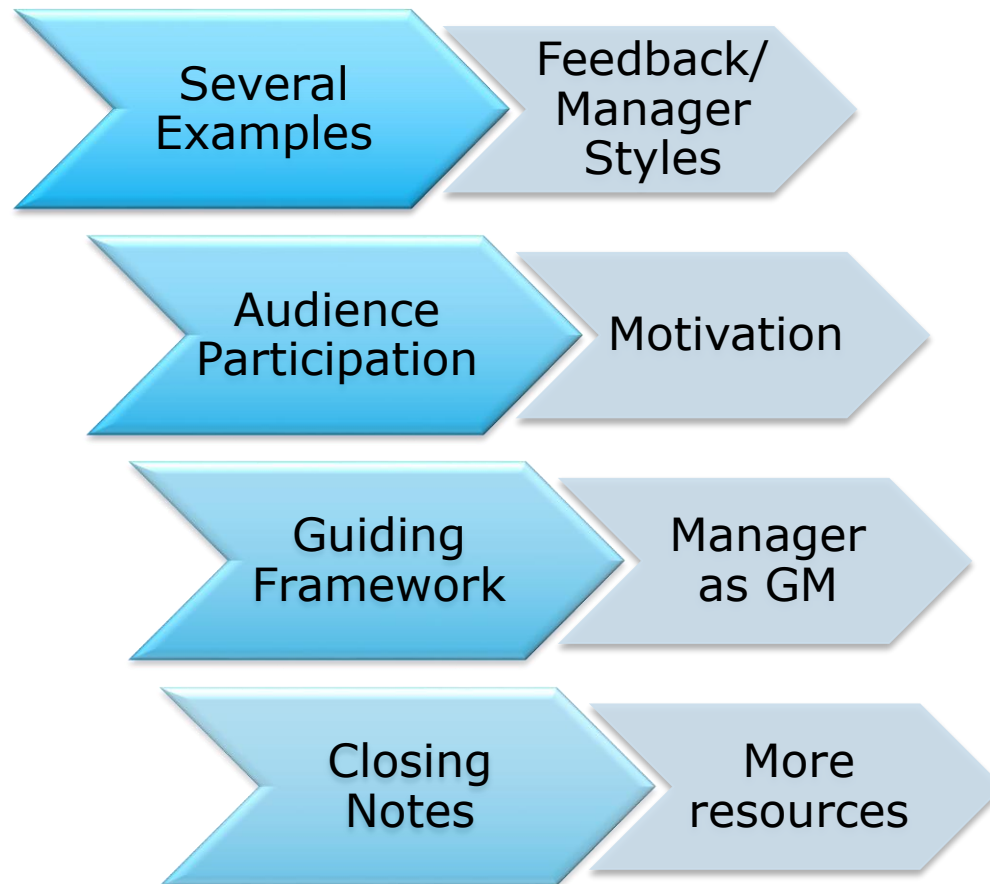 Several
Examples
Feedback/
Manager
Styles
Audience
Participation
Motivation
Guiding
Framework
Manager
as GM
Closing
Notes
More
resources